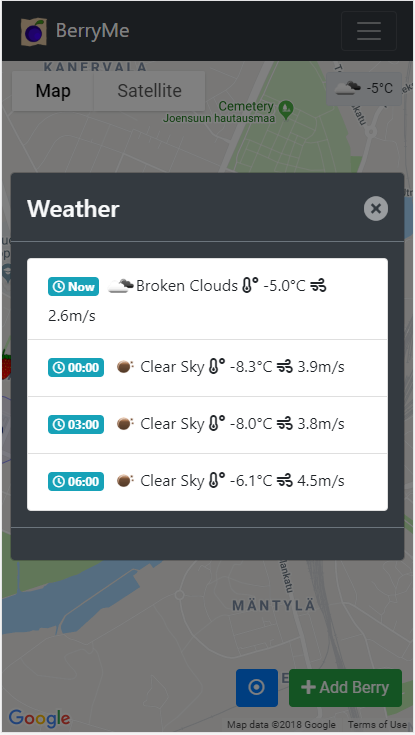 BerryMe
KANERVALA
Map
Satellite
-5°C
Cemetery
Joensuun hautausmaa
Weather
Now Broken Clouds -5.0°C
2.6m/s
00:00 Clear Sky -8.3°C 3.9m/s
03:00 Clear Sky -8.0°C 3.8m/s
06:00 Clear Sky -6.1°C 4.5m/s
MÄNTYLÄ
Add Berry
Google
Map data ©2018 Google
Terms of Use